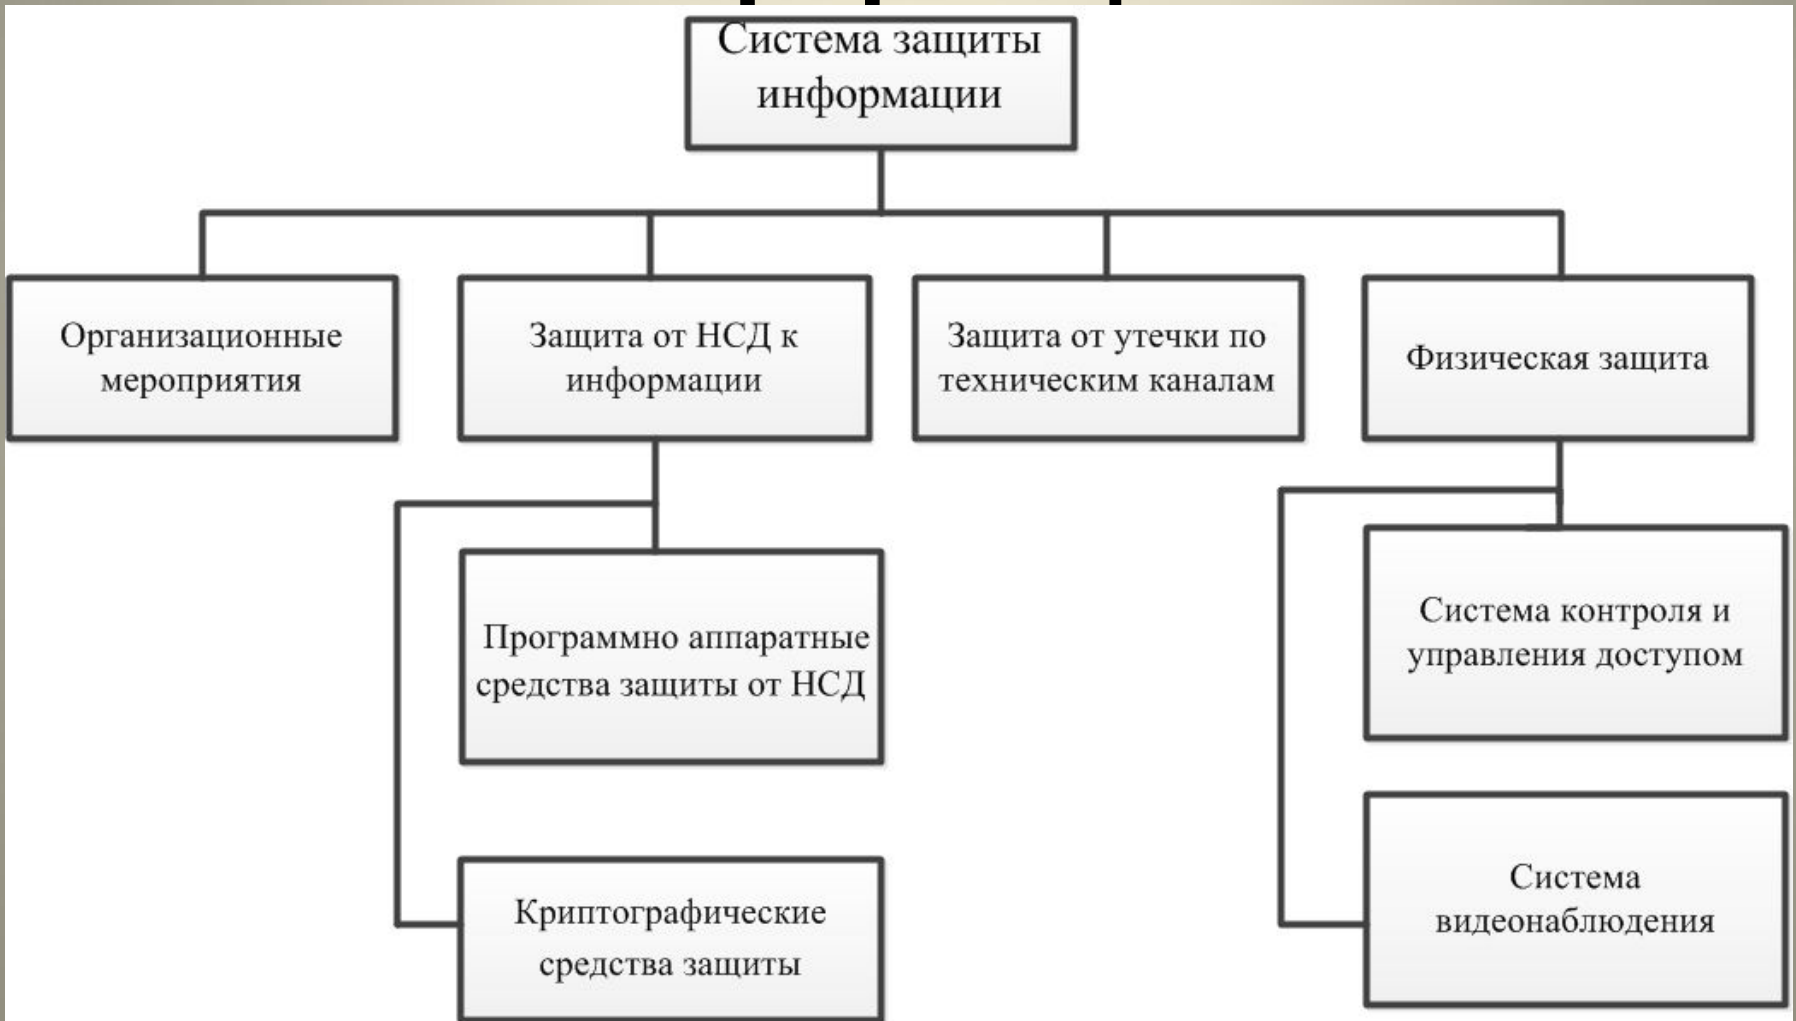 Система защиты
информации
Организационные
мероприятия
Защита от НСД к
информации
Защита от утечки по
техническим каналам
Физическая защита
Программно аппаратные
средства защиты от НСД
Система контроля и
управления доступом
Криптографические
средства защиты
Система
видеонаблюдения